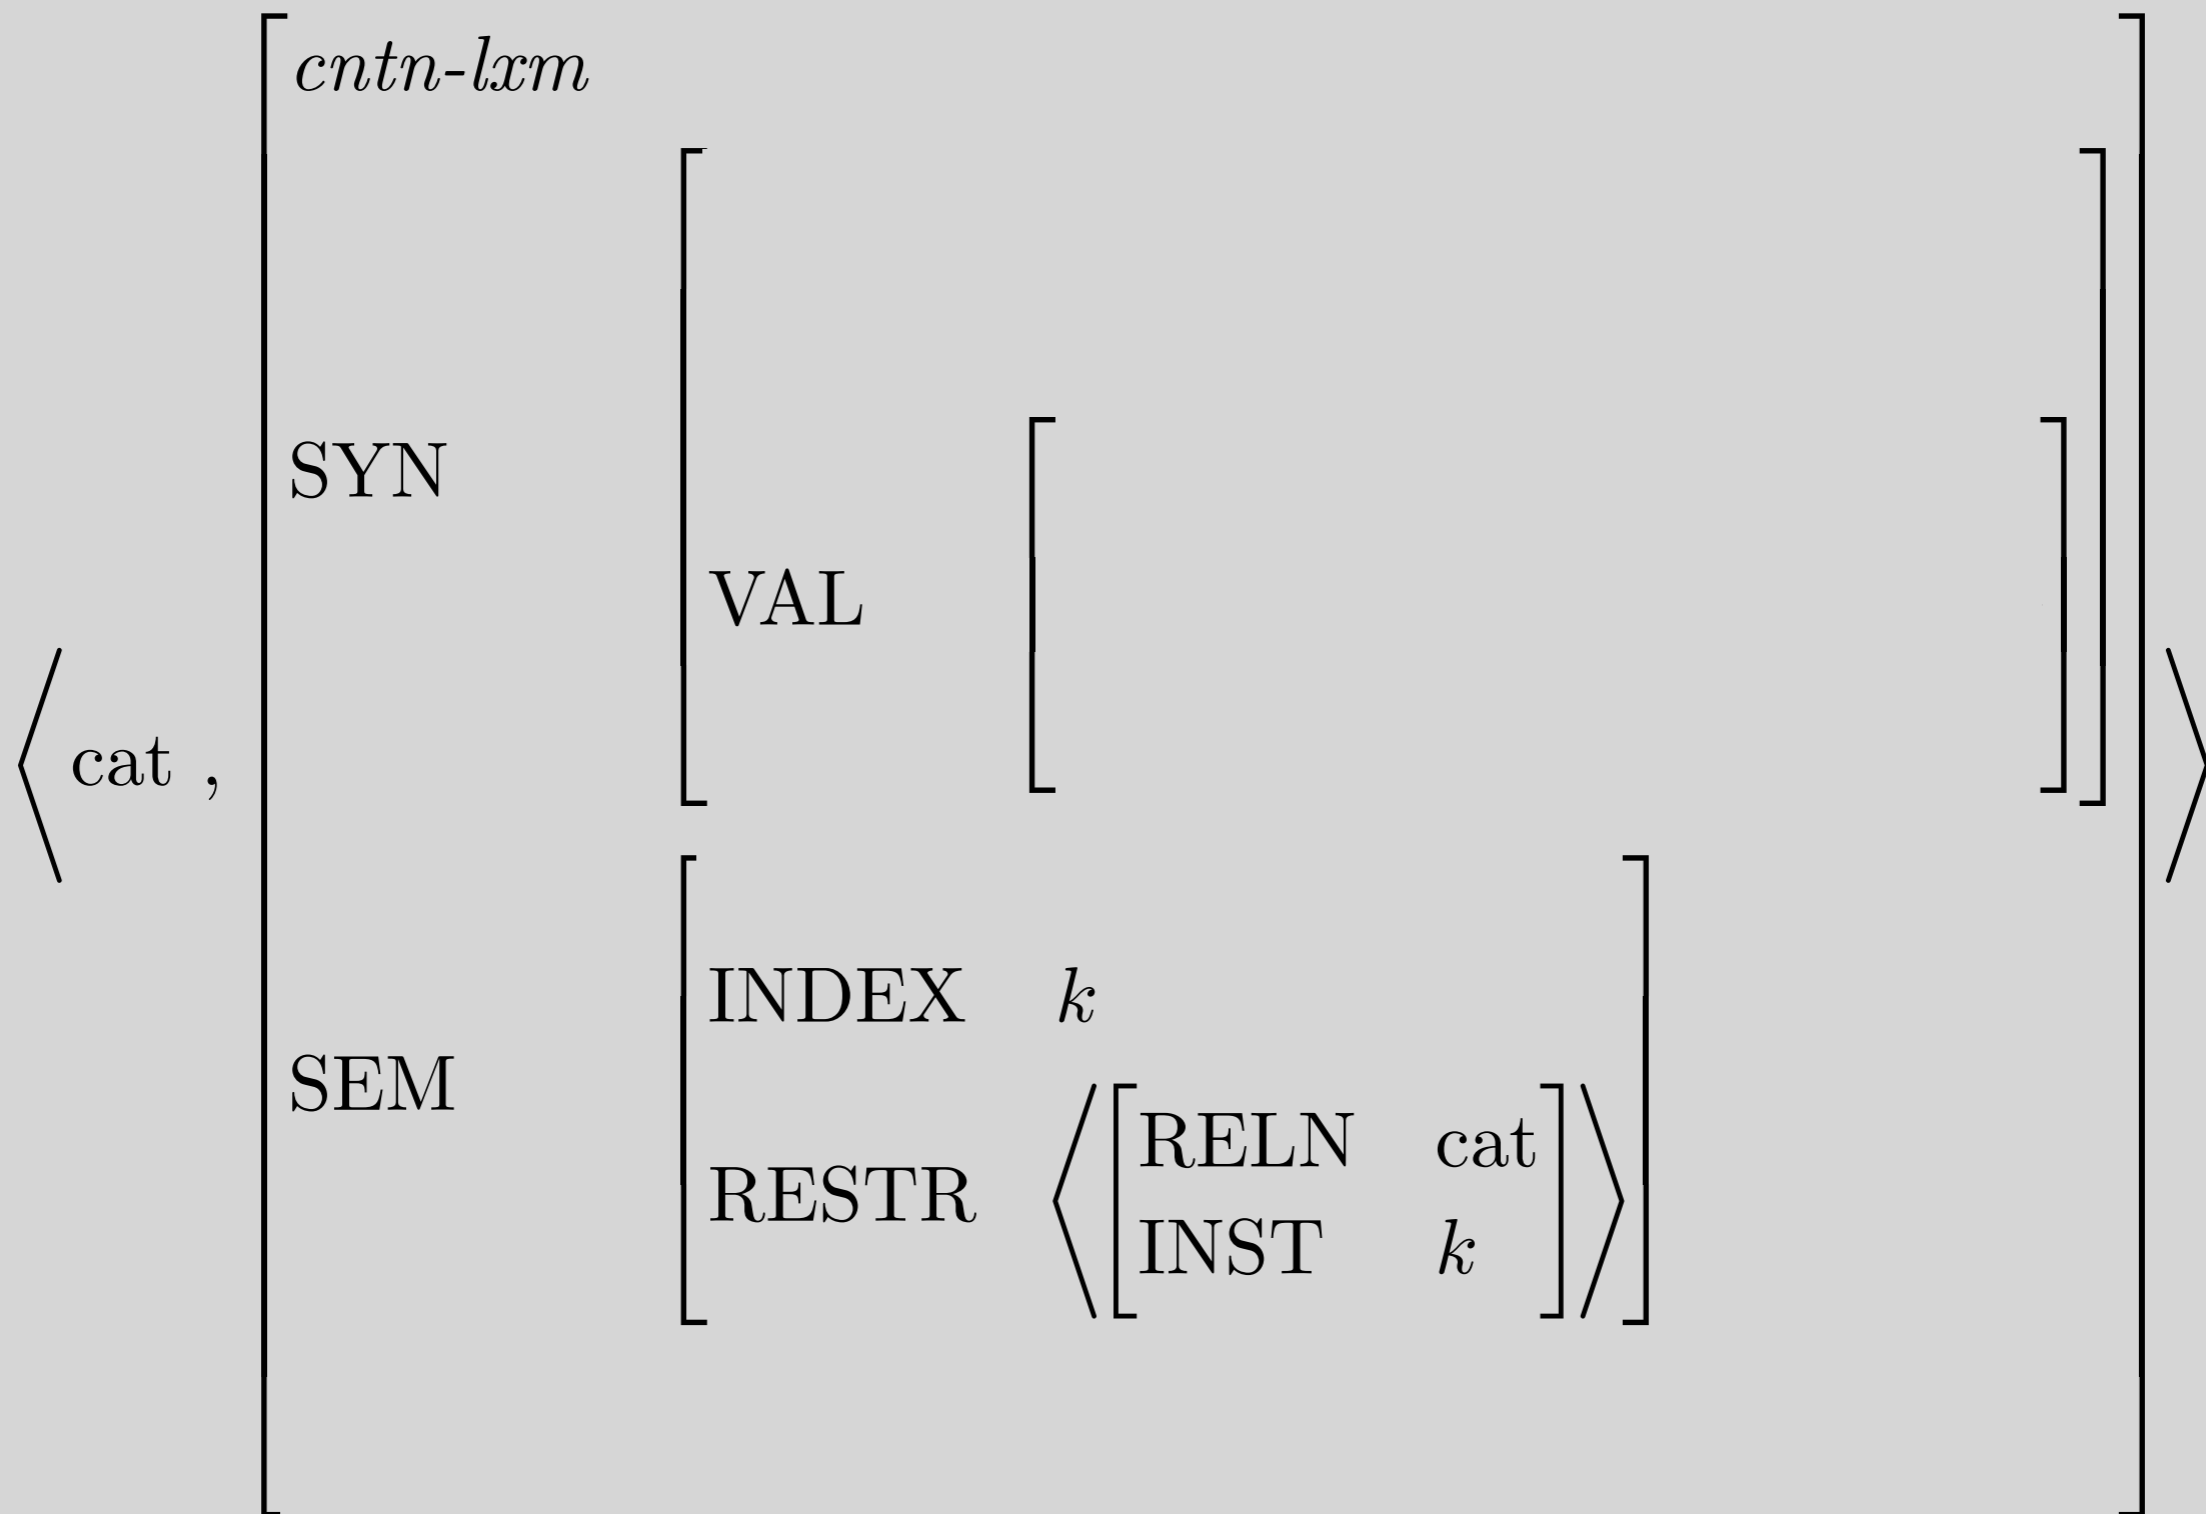 cntn-lxm
SYN
VAL
⟨cat ,
INDEX k
SEM
RELN cat
RESTR
INST k